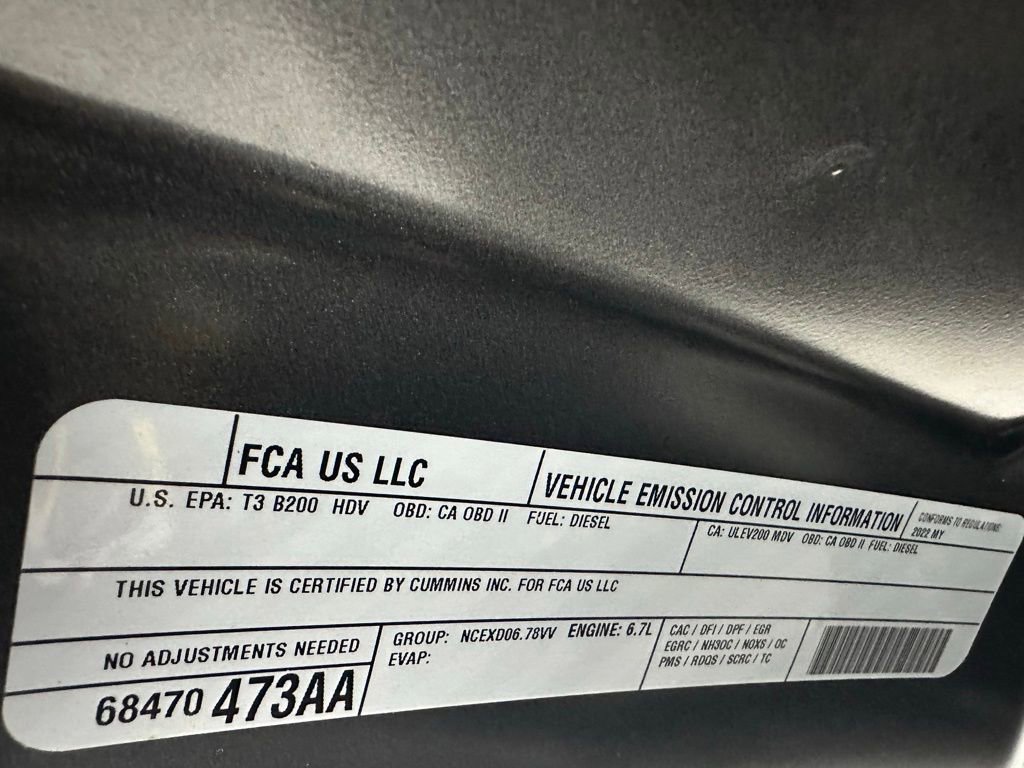 FCA US LLC
VEHICLE EMISSION CONTROL INFORMATION
CONFORMS TO REGULATIONS:
2022 MY
U.S. EPA: T3 B200 HDV OBD: CA OBD II FUEL: DIESEL
CA: ULEV200 MDV OBD: CA OBD II FUEL: DIESEL
THIS VEHICLE IS CERTIFIED BY CUMMINS INC. FOR FCA US LLC
NO ADJUSTMENTS NEEDED
68470 473AA
GROUP: NCEXD06.78VV ENGINE: 6.7L
EVAP:
CAC / DFI / DPF / EGR
EGRC / NH3OC / NOXS / OC
PMS / RDQS / SCRC / TC